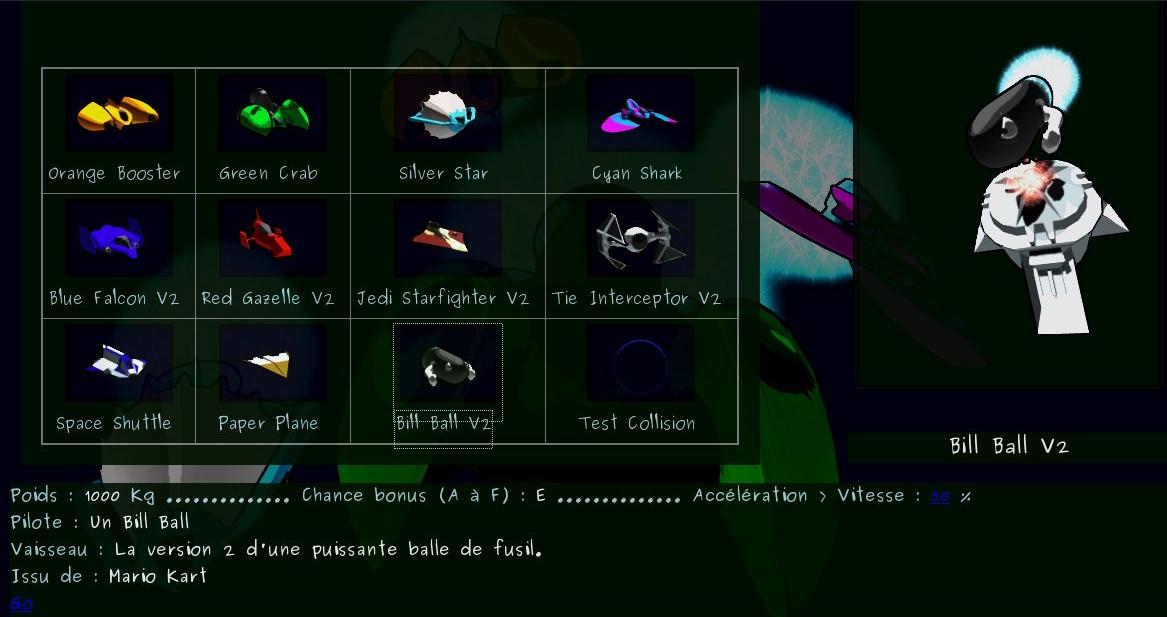 Orange Booster Green Crab Silver Star Cyan Shark
Blue Falcon V2 Red Gazelle V2 Jedi Starfighter V2 Tie Interceptor V2
Space Shuttle Paper Plane Bill Ball V2 Test Collision
Bill Ball V2
Poids : 1000 Kg .............. Chance bonus (A à F) : E .............. Accélération > Vitesse : 50 %
Pilote : Un Bill Ball
Vaisseau : La version 2 d'une puissante balle de fusil.
Issu de : Mario Kart
Go